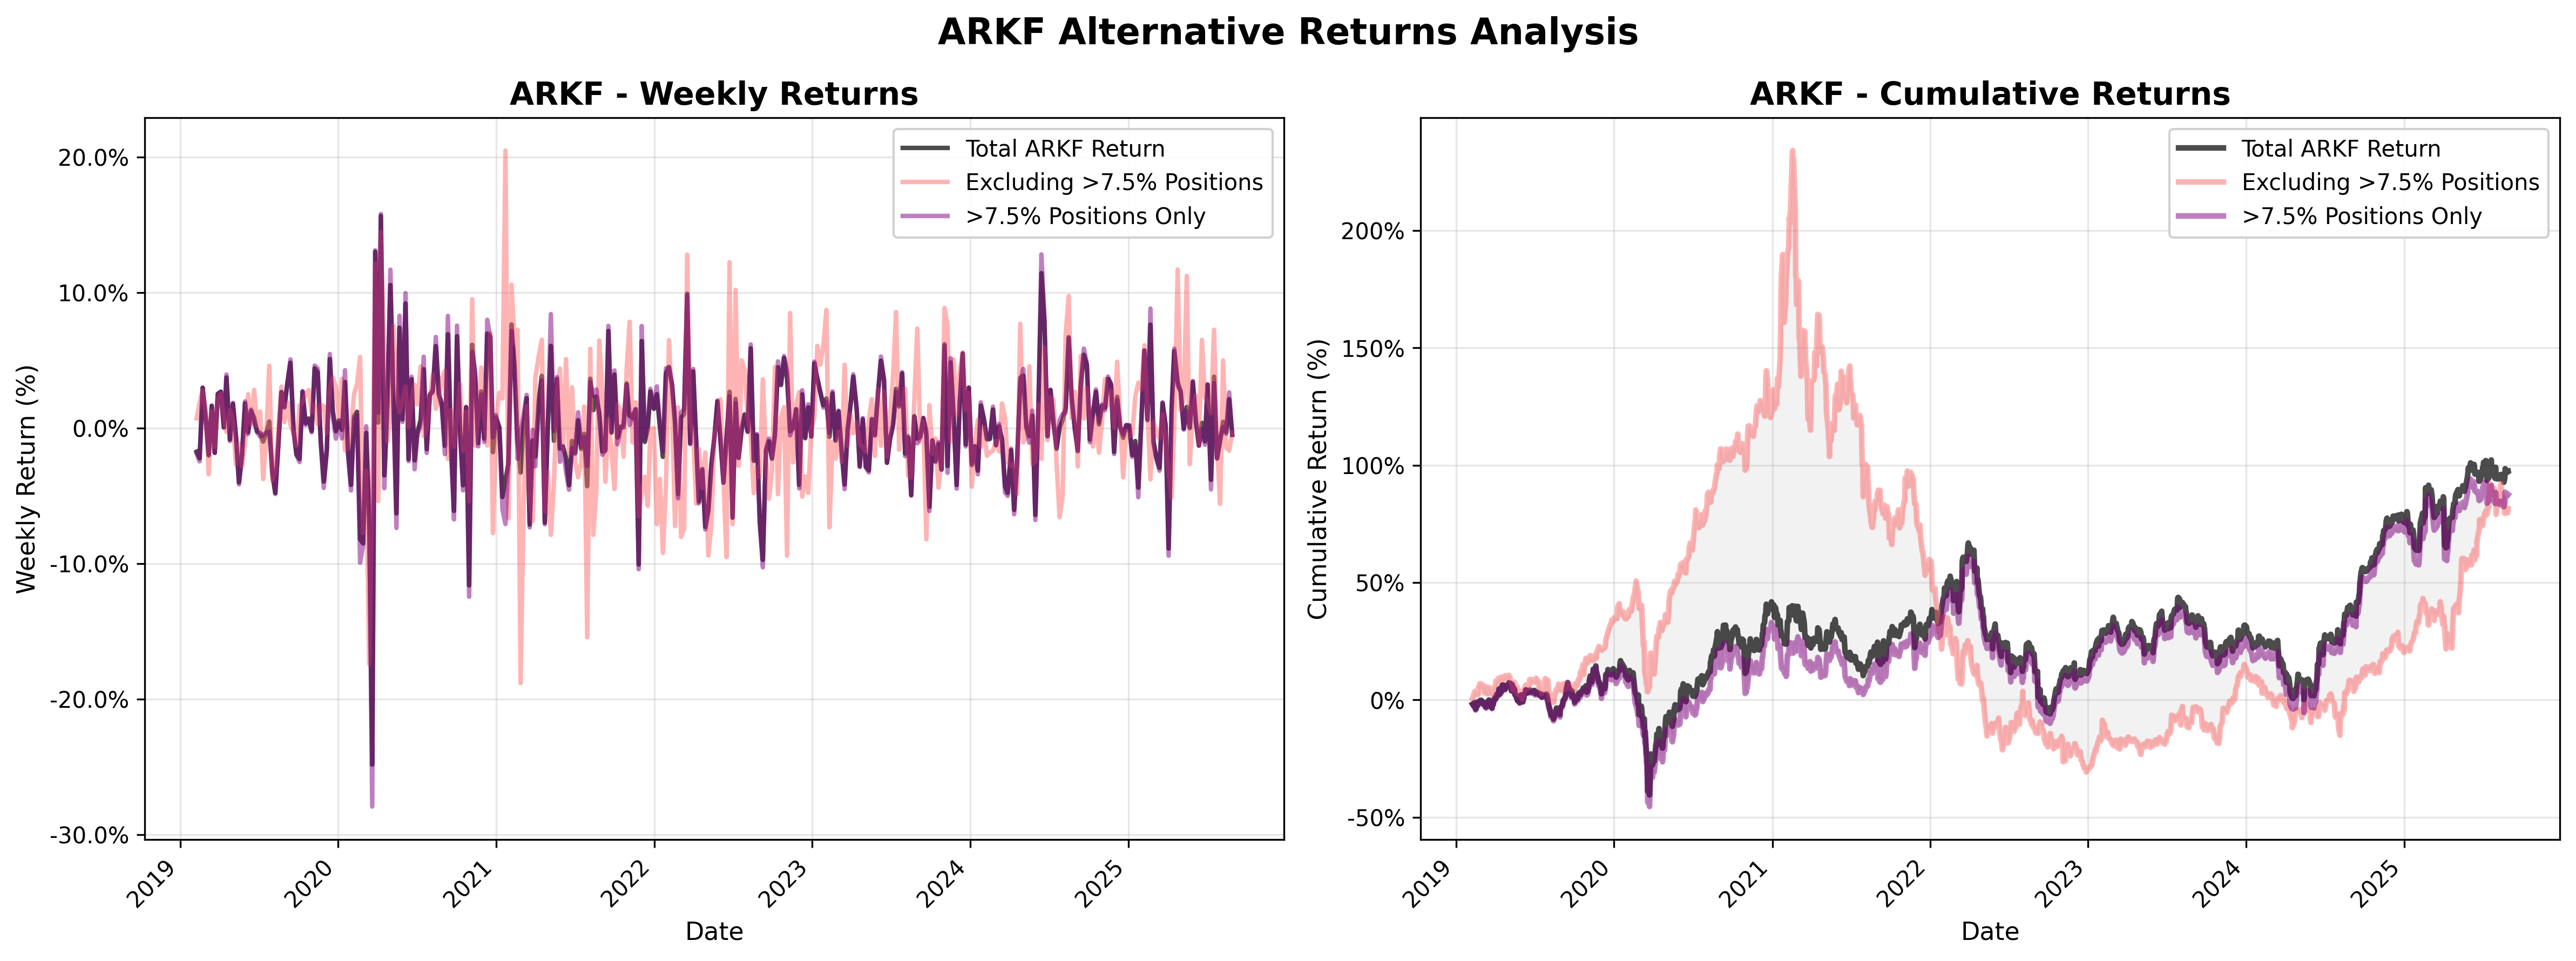 ARKF Alternative Returns Analysis
ARKF - Weekly Returns
Total ARKF Return
Excluding >7.5% Positions
>7.5% Positions Only
Weekly Return (%)
20.0%
10.0%
0.0%
-10.0%
-20.0%
-30.0%
2019
2020
2021
2022
2023
2024
2025
Date
ARKF - Cumulative Returns
Total ARKF Return
Excluding >7.5% Positions
>7.5% Positions Only
Cumulative Return (%)
200%
150%
100%
50%
0%
-50%
2019
2020
2021
2022
2023
2024
2025
Date